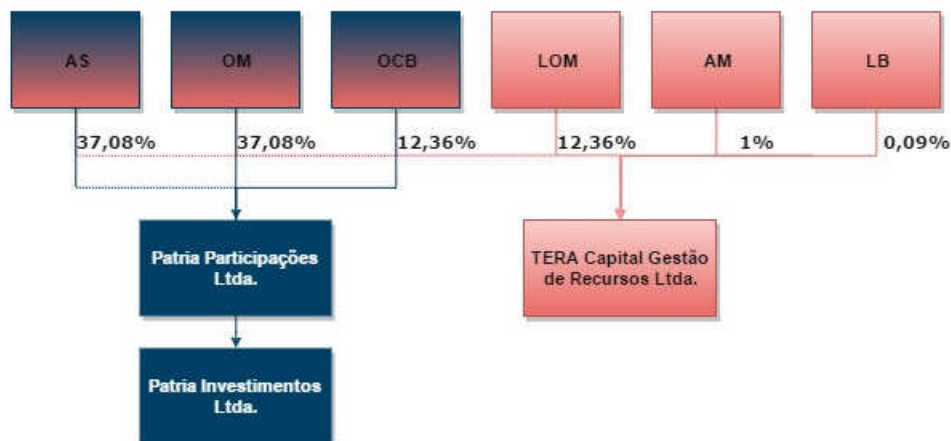 AS
OM
OCB
LOM
AM
LB
37,08%
37,08%
12,36%
12,36%
1%
0,09%
Patria Participações
Ltda.
TERA Capital Gestão
de Recursos Ltda.
Patria Investimentos
Ltda.